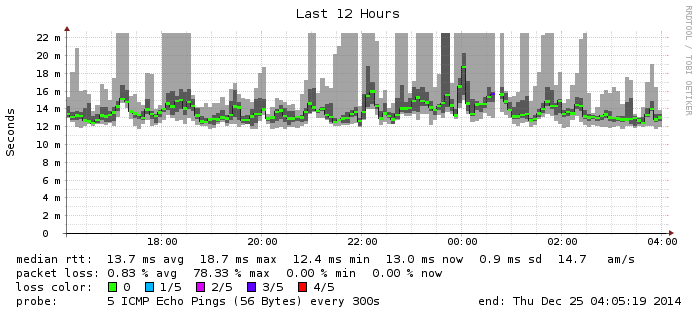 Last 12 Hours
RRDTOOL / TOBI OETIKER
Seconds
22 m
20 m
18 m
16 m
14 m
12 m
10 m
8 m
6 m
4 m
2 m
0
18:00 20:00 22:00 00:00 02:00 04:00
median rtt: 13.7 ms avg 18.7 ms max 12.4 ms min 13.0 ms now 0.9 ms sd 14.7 am/s
packet loss: 0.83 % avg 78.33 % max 0.00 % min 0.00 % now
loss color: 0 1/5 2/5 3/5 4/5
probe: 5 ICMP Echo Pings (56 Bytes) every 300s end: Thu Dec 25 04:05:19 2014